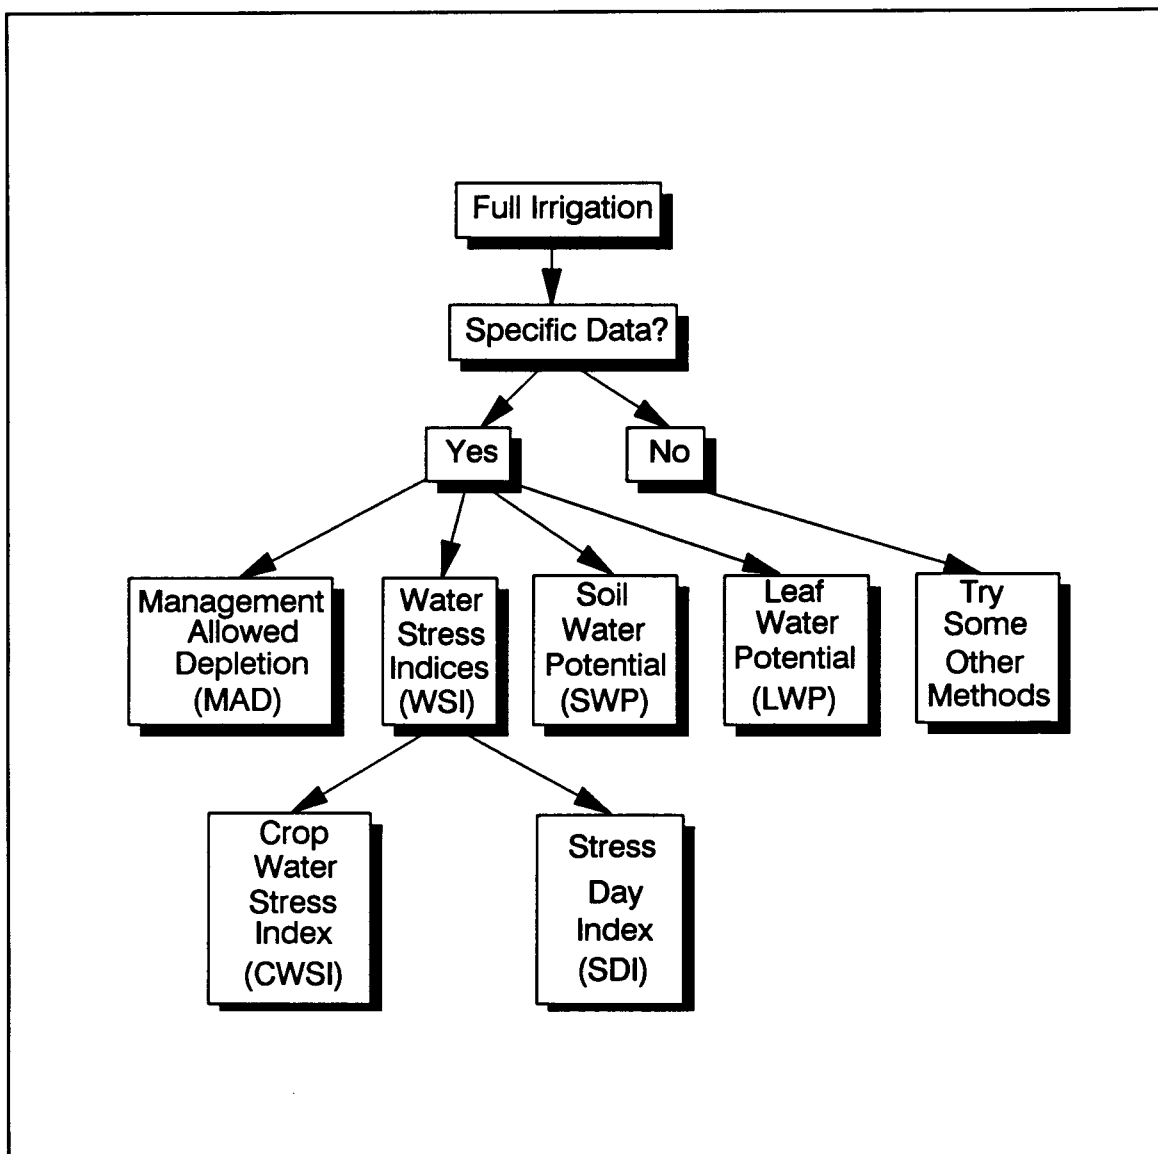 Full Irrigation
Specific Data?
Yes
No
Management
Allowed
Depletion
(MAD)
Water
Stress
Indices
(WSI)
Soil
Water
Potential
(SWP)
Leaf
Water
Potential
(LWP)
Try
Some
Other
Methods
Crop
Water
Stress
Index
(CWSI)
Stress
Day
Index
(SDI)